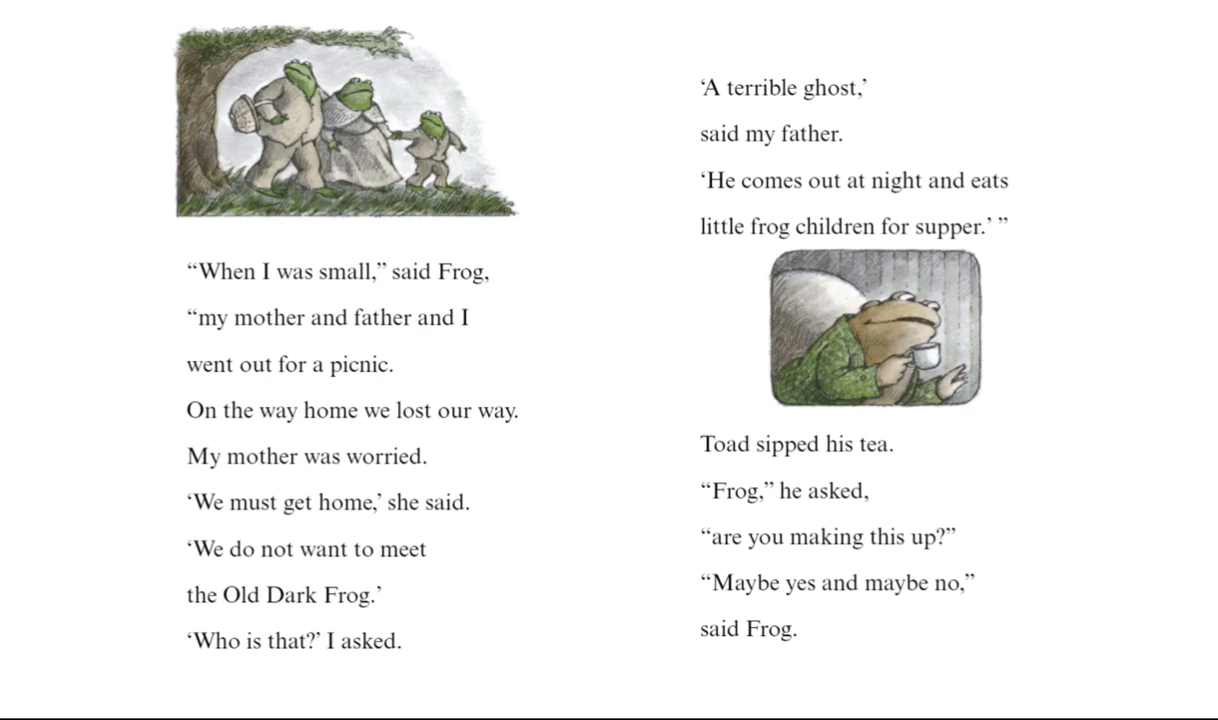 “When I was small,” said Frog,
“my mother and father and I
went out for a picnic.
On the way home we lost our way.
My mother was worried.
‘We must get home,’ she said.
‘We do not want to meet
the Old Dark Frog.’
‘Who is that?’ I asked.
‘A terrible ghost,’
said my father.
‘He comes out at night and eats
little frog children for supper.’ ”
Toad sipped his tea.
“Frog,” he asked,
“are you making this up?”
“Maybe yes and maybe no,”
said Frog.